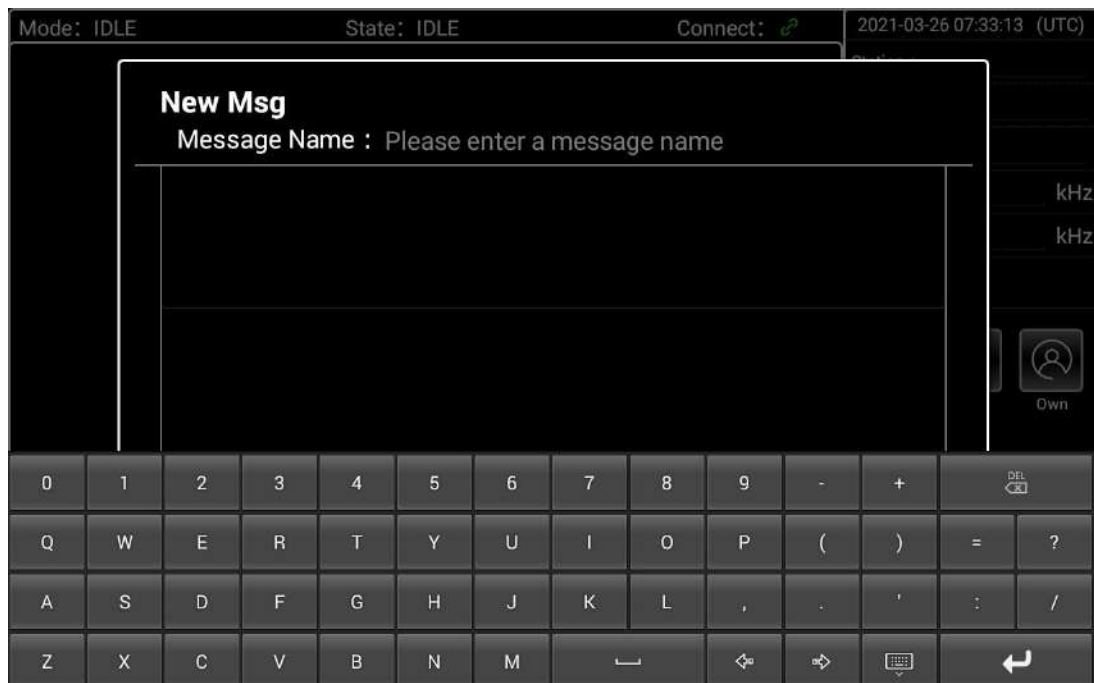 Mode: IDLE State: IDLE Connect: 2021-03-26 07:33:13 (UTC)
New Msg
Message Name : Please enter a message name
kHz
kHz
Own
0 1 2 3 4 5 6 7 8 9 - + DEL
Q W E R T Y U I O P ( ) = ?
A S D F G H J K L , . ' : /
Z X C V B N M